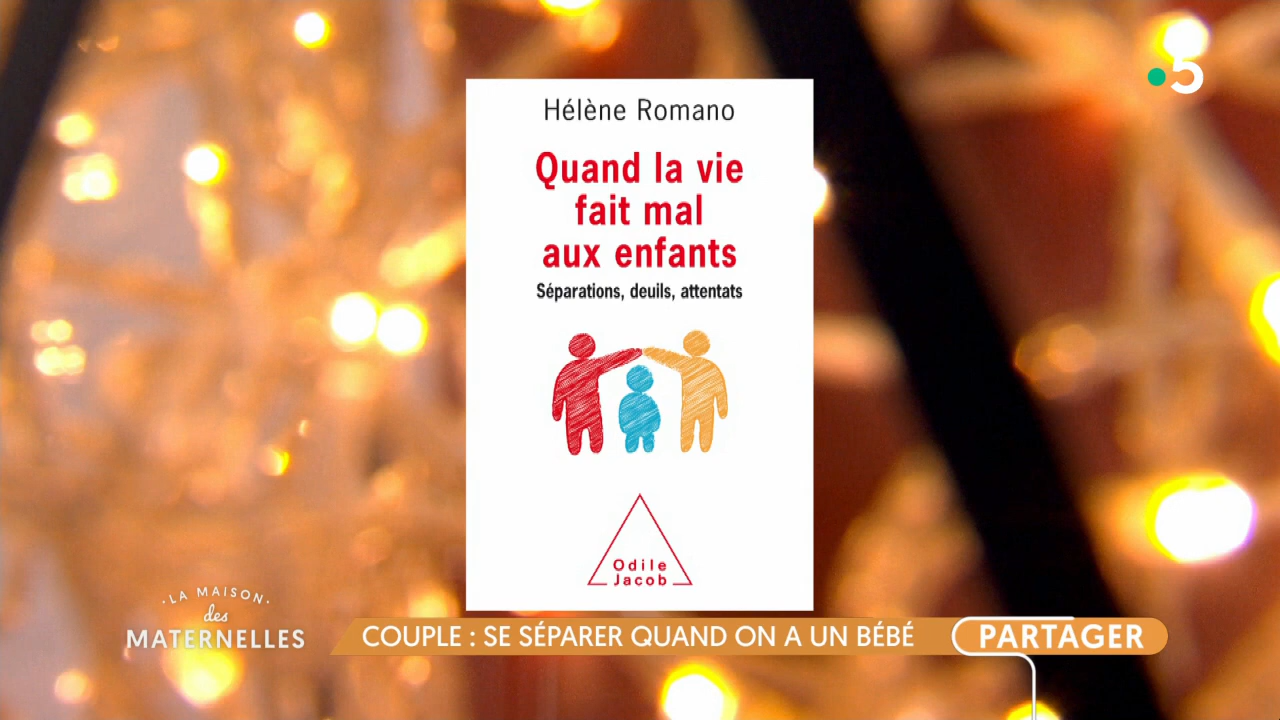 5
Hélène Romano
Quand la vie
fait mal
aux enfants
Séparations, deuils, attentats
Odile
Jacob
·LA MAISON·
des
MATERNELLES
COUPLE : SE SÉPARER QUAND ON A UN BÉBÉ
PARTAGER